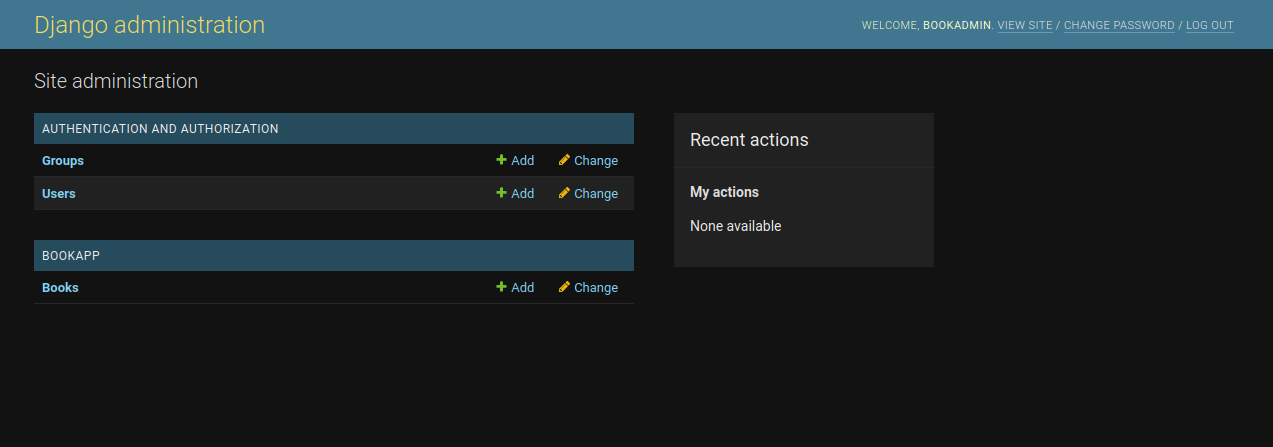 Django administration
WELCOME, BOOKADMIN. VIEW SITE / CHANGE PASSWORD / LOG OUT
Site administration
AUTHENTICATION AND AUTHORIZATION
Groups Add Change
Users Add Change
BOOKAPP
Books Add Change
Recent actions
My actions
None available